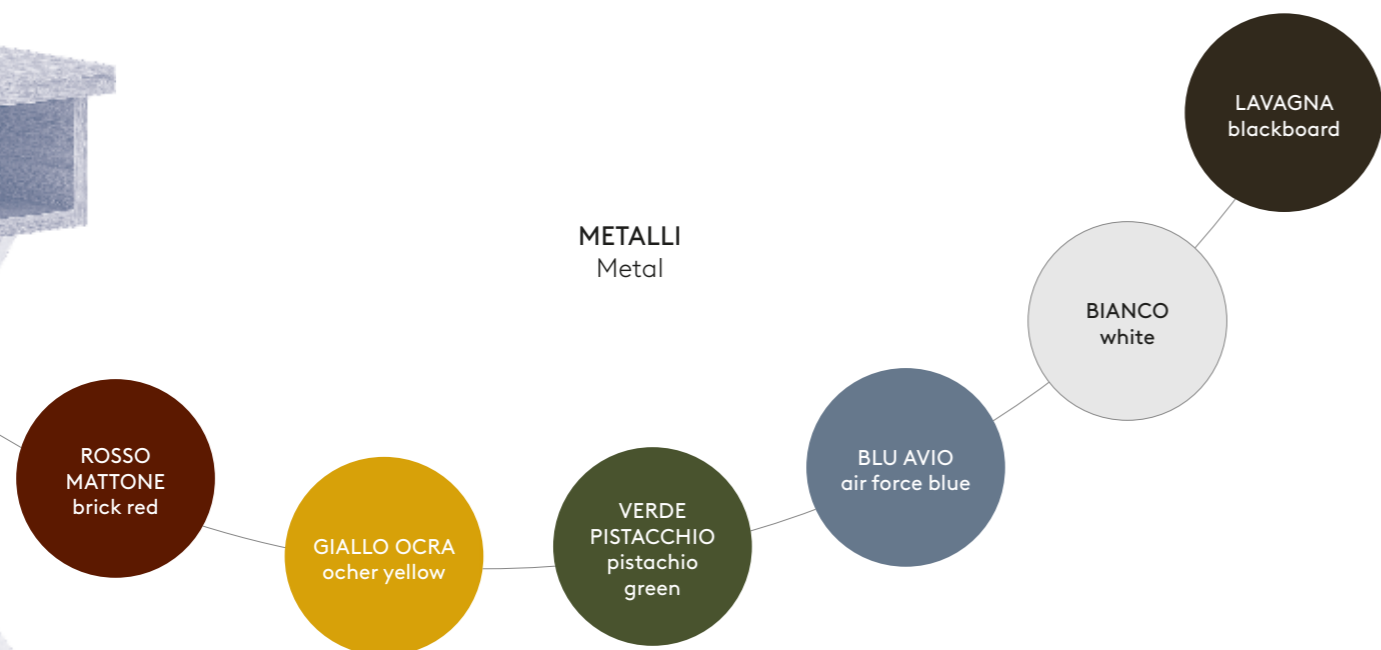 METALLI
Metal
ROSSO
MATTONE
brick red
GIALLO OCRA
ocher yellow
VERDE
PISTACCHIO
pistachio
green
BLU AVIO
air force blue
BIANCO
white
LAVAGNA
blackboard